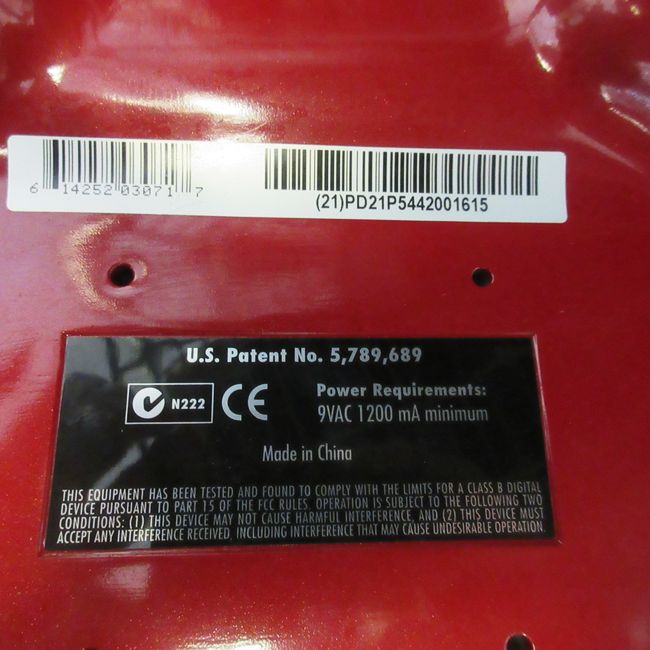 6 14252 03071 7
(21)PD21P5442001615
U.S. Patent No. 5,789,689
N222 CE
Power Requirements:
9VAC 1200 mA minimum
Made in China
THIS EQUIPMENT HAS BEEN TESTED AND FOUND TO COMPLY WITH THE LIMITS FOR A CLASS B DIGITAL
DEVICE PURSUANT TO PART 15 OF THE FCC RULES. OPERATION IS SUBJECT TO THE FOLLOWING TWO
CONDITIONS: (1) THIS DEVICE MAY NOT CAUSE HARMFUL INTERFERENCE, AND (2) THIS DEVICE MUST
ACCEPT ANY INTERFERENCE RECEIVED, INCLUDING INTERFERENCE THAT MAY CAUSE UNDESIRABLE OPERATION.